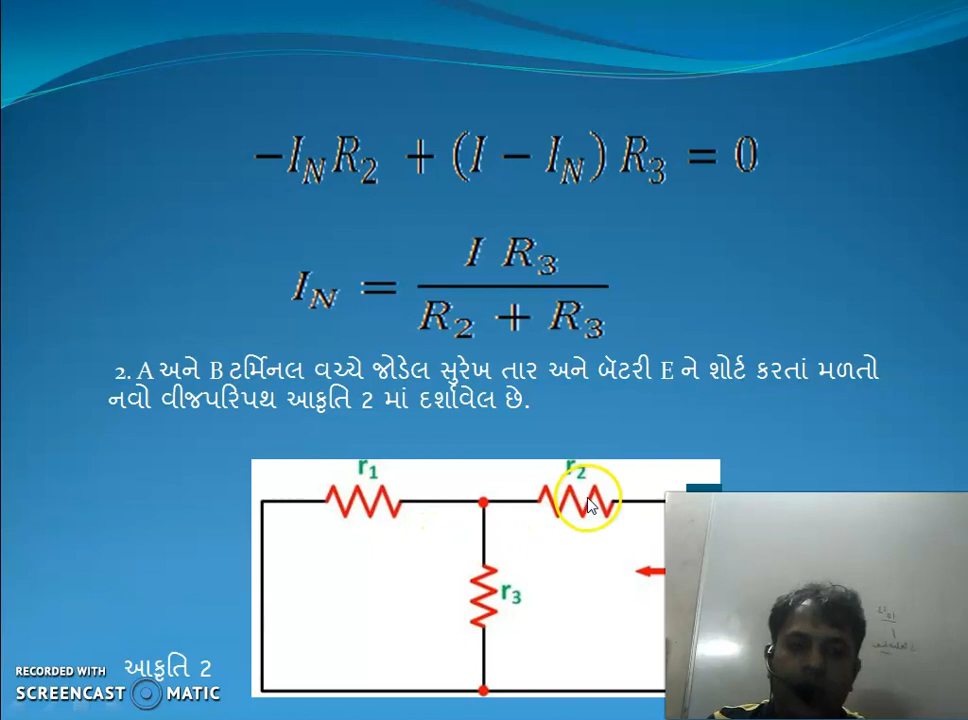 −I_N R_2 + (I − I_N) R_3 = 0
I_N = I R_3 / R_2 + R_3
2. A અને B ટર્મિનલ વચ્ચે જોડેલ સુરેખ તાર અને બૅટરી E ને શોર્ટ કરતાં મળતો
નવો વીજપરિપથ આકૃતિ 2 માં દર્શાવેલ છે.
r1
r2
r3
આકૃતિ 2
RECORDED WITH
SCREENCAST MATIC